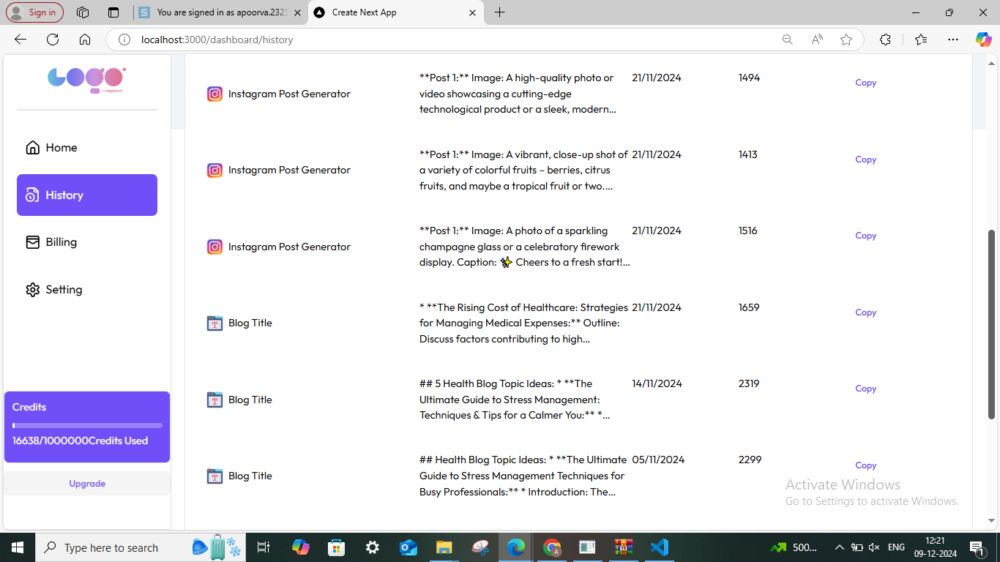 Sign in
You are signed in as apoorva.2325
Create Next App
localhost:3000/dashboard/history
LOGO
by logoipsum
Home
History
Billing
Setting
Credits
16638/1000000Credits Used
Upgrade
Instagram Post Generator
**Post 1:** Image: A high-quality photo or
video showcasing a cutting-edge
technological product or a sleek, modern...
21/11/2024
1494
Copy
Instagram Post Generator
**Post 1:** Image: A vibrant, close-up shot of
a variety of colorful fruits – berries, citrus
fruits, and maybe a tropical fruit or two....
21/11/2024
1413
Copy
Instagram Post Generator
**Post 1:** Image: A photo of a sparkling
champagne glass or a celebratory firework
display. Caption: ✨ Cheers to a fresh start!...
21/11/2024
1516
Copy
Blog Title
* **The Rising Cost of Healthcare: Strategies
for Managing Medical Expenses:** Outline:
Discuss factors contributing to high...
21/11/2024
1659
Copy
Blog Title
## 5 Health Blog Topic Ideas: * **The
Ultimate Guide to Stress Management:
Techniques & Tips for a Calmer You:** *...
14/11/2024
2319
Copy
Blog Title
## Health Blog Topic Ideas: * **The Ultimate
Guide to Stress Management Techniques for
Busy Professionals:** * Introduction: The...
05/11/2024
2299
Copy
Activate Windows
Go to Settings to activate Windows.
Type here to search
500...
ENG
12:21
09-12-2024
1